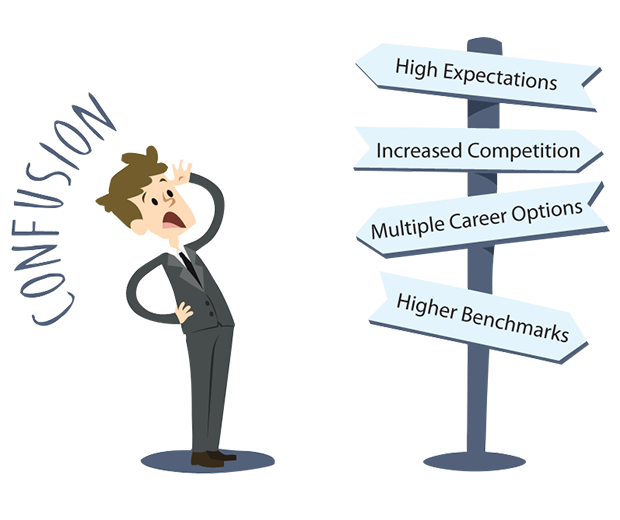 CONFUSION
High Expectations
Increased Competition
Multiple Career Options
Higher Benchmarks